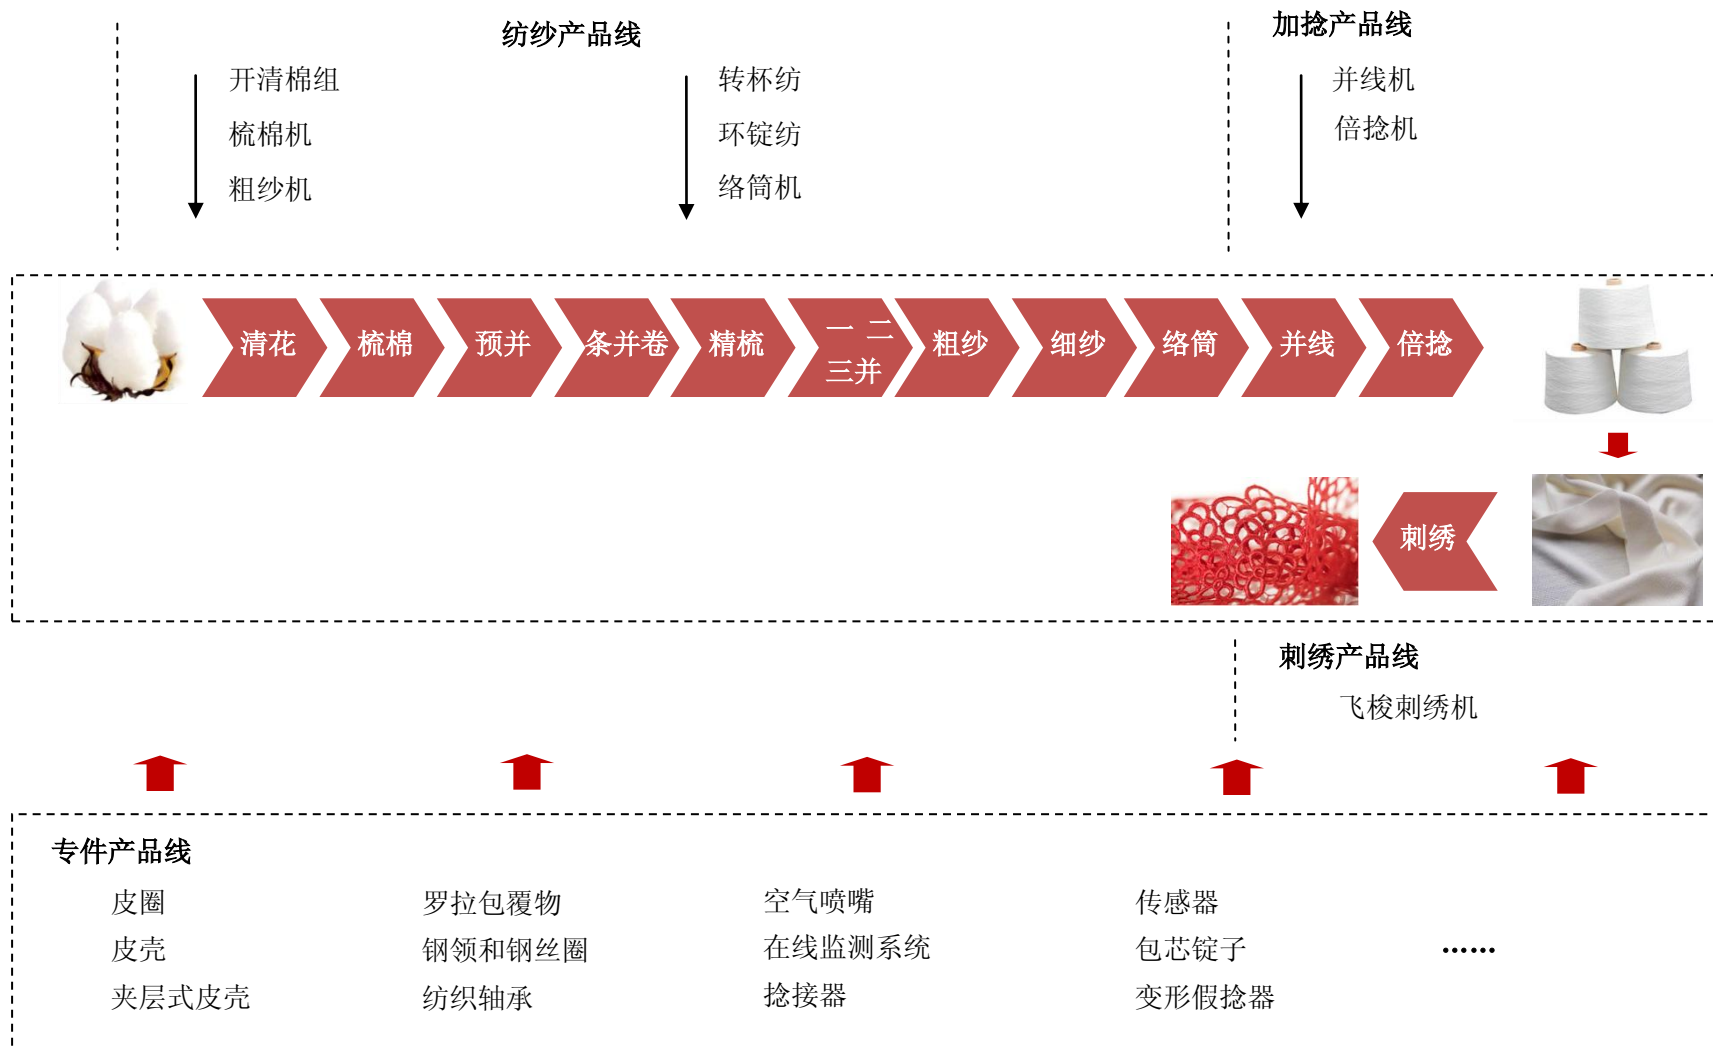 纺纱产品线
加捻产品线
开清棉组
梳棉机
粗纱机
转杯纺
环锭纺
络筒机
并线机
倍捻机
清花
梳棉
预并
条并卷
精梳
一 二
三并
粗纱
细纱
络筒
并线
倍捻
刺绣
刺绣产品线
飞梭刺绣机
专件产品线
皮圈
皮壳
夹层式皮壳
罗拉包覆物
钢领和钢丝圈
纺织轴承
空气喷嘴
在线监测系统
捻接器
传感器
包芯锭子
变形假捻器
······